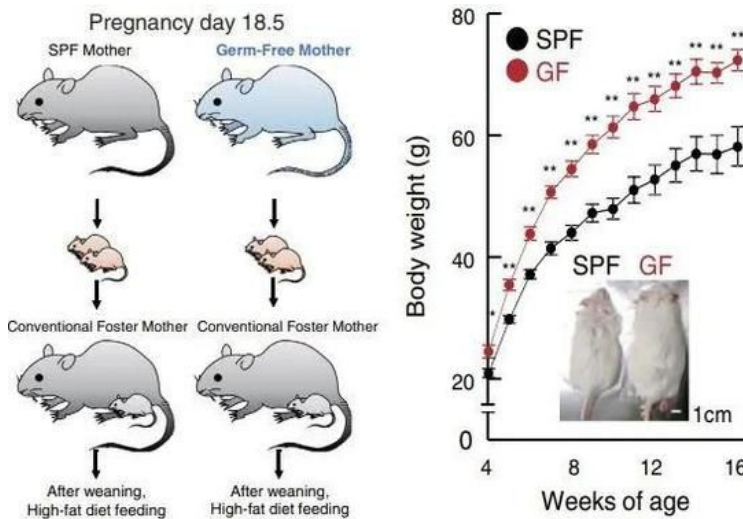 Pregnancy day 18.5
SPF Mother
Germ-Free Mother
Conventional Foster Mother
Conventional Foster Mother
After weaning,
High-fat diet feeding
After weaning,
High-fat diet feeding
Body weight (g)
80
60
40
20
0
SPF
GF
*
**
**
**
**
**
**
**
**
**
**
**
**
SPF GF
1cm
4
8
12
16
Weeks of age